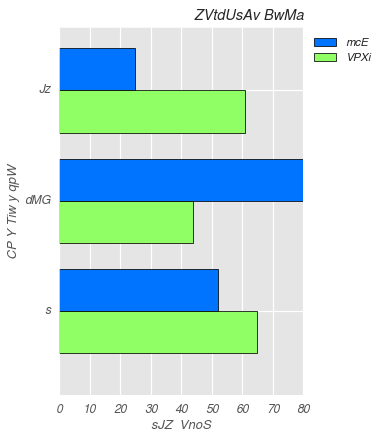 ZVtdUsAv BwMa
mcE
VPXi
Jz
dMG
s
CP Y Tiw y qpW
0 10 20 30 40 50 60 70 80
sJZ VnoS